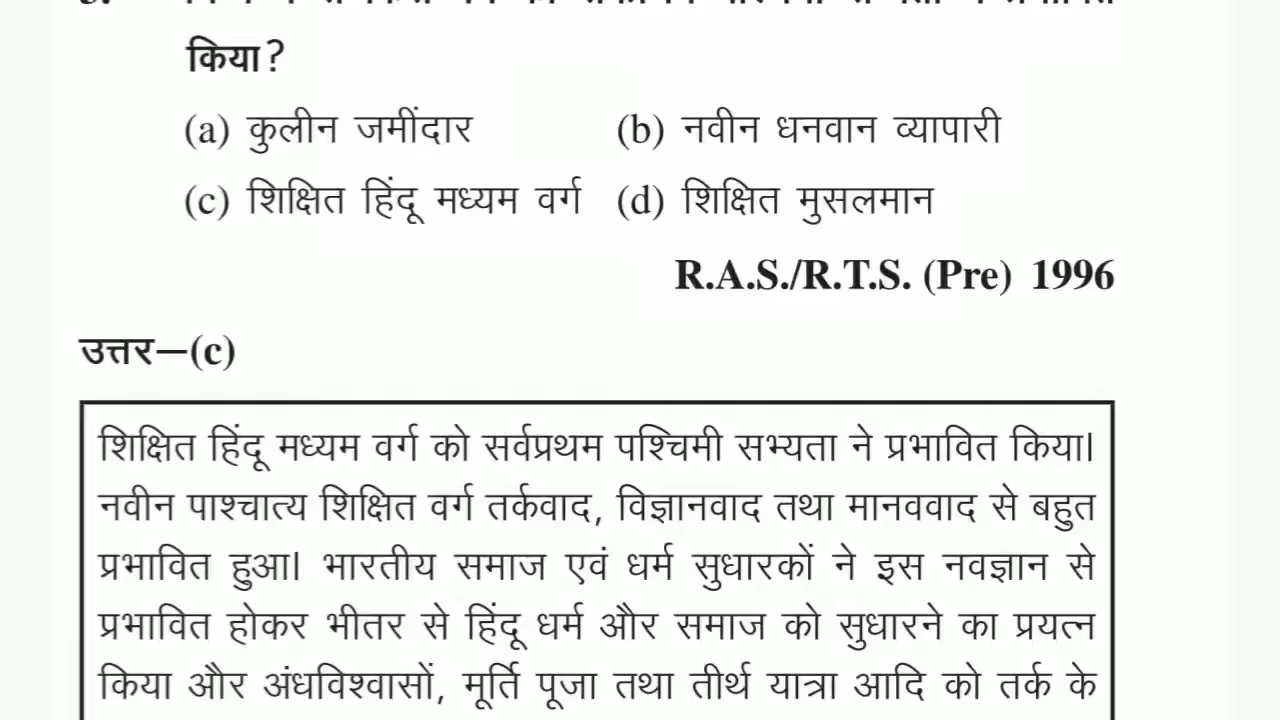 किया?
(a) कुलीन जमींदार (b) नवीन धनवान व्यापारी
(c) शिक्षित हिंदू मध्यम वर्ग (d) शिक्षित मुसलमान
R.A.S./R.T.S. (Pre) 1996
उत्तर—(c)
शिक्षित हिंदू मध्यम वर्ग को सर्वप्रथम पश्चिमी सभ्यता ने प्रभावित किया।
नवीन पाश्चात्य शिक्षित वर्ग तर्कवाद, विज्ञानवाद तथा मानववाद से बहुत
प्रभावित हुआ। भारतीय समाज एवं धर्म सुधारकों ने इस नवज्ञान से
प्रभावित होकर भीतर से हिंदू धर्म और समाज को सुधारने का प्रयत्न
किया और अंधविश्वासों, मूर्ति पूजा तथा तीर्थ यात्रा आदि को तर्क के